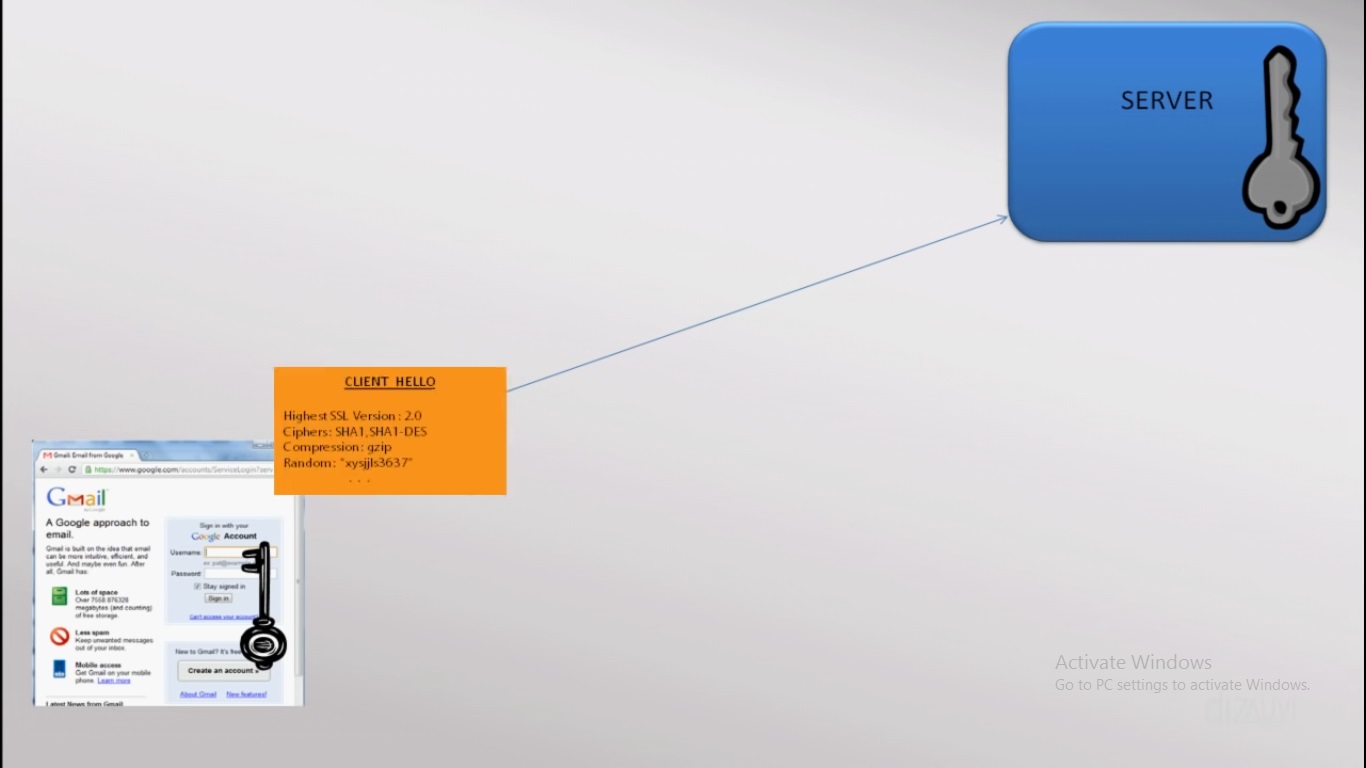 SERVER
CLIENT HELLO
Highest SSL Version : 2.0
Ciphers: SHA1,SHA1-DES
Compression: gzip
Random: "xysjjls3637"
. . .
Gmail: Email from Google
https://www.google.com/accounts/ServiceLogin?serv
Gmail
by Google
A Google approach to
email.
Gmail is built on the idea that email
can be more intuitive, efficient, and
useful. And maybe even fun. After
all, Gmail has:
Lots of space
megabytes (and counting)
of free storage.
Less spam
Keep unwanted messages
out of your inbox.
Mobile access
Get Gmail on your mobile
phone. Learn more
Latest News from Gmail
Sign in with your
Google Account
Username:
Password:
Stay signed in
Sign in
Can't access your account?
New to Gmail? It's free
Create an account »
About Gmail New features!
Activate Windows
Go to PC settings to activate Windows.